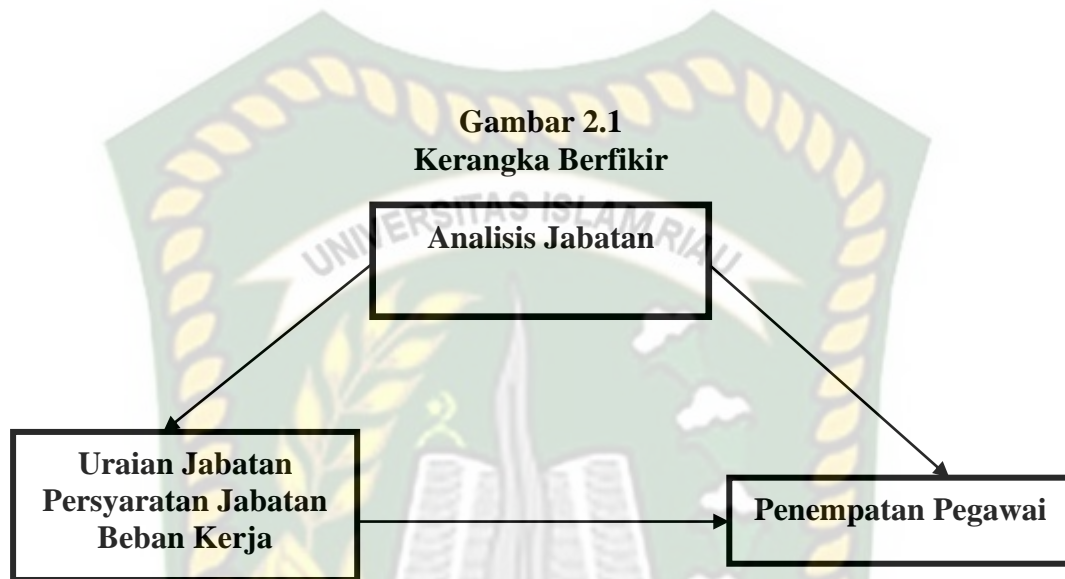 Gambar 2.1
Kerangka Berfikir
UNIVERSITAS ISLAM RIAU
Analisis Jabatan
Uraian Jabatan
Persyaratan Jabatan
Beban Kerja
Penempatan Pegawai